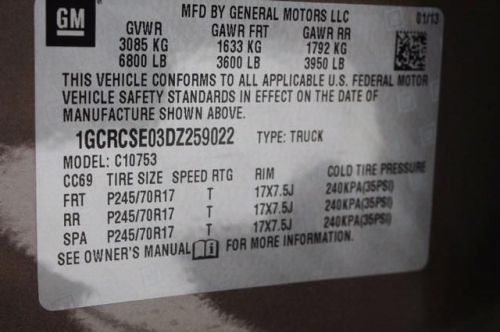 GM
MFD BY GENERAL MOTORS LLC 01/13
GVWR GAWR FRT GAWR RR
3085 KG 1633 KG 1792 KG
6800 LB 3600 LB 3950 LB
THIS VEHICLE CONFORMS TO ALL APPLICABLE U.S. FEDERAL MOTOR
VEHICLE SAFETY STANDARDS IN EFFECT ON THE DATE OF
MANUFACTURE SHOWN ABOVE.
1GCRCSE03DZ259022 TYPE: TRUCK
MODEL: C10753
CC69 TIRE SIZE SPEED RTG RIM COLD TIRE PRESSURE
FRT P245/70R17 T 17X7.5J 240KPA(35PSI)
RR P245/70R17 T 17X7.5J 240KPA(35PSI)
SPA P245/70R17 T 17X7.5J 240KPA(35PSI)
SEE OWNER'S MANUAL FOR MORE INFORMATION.